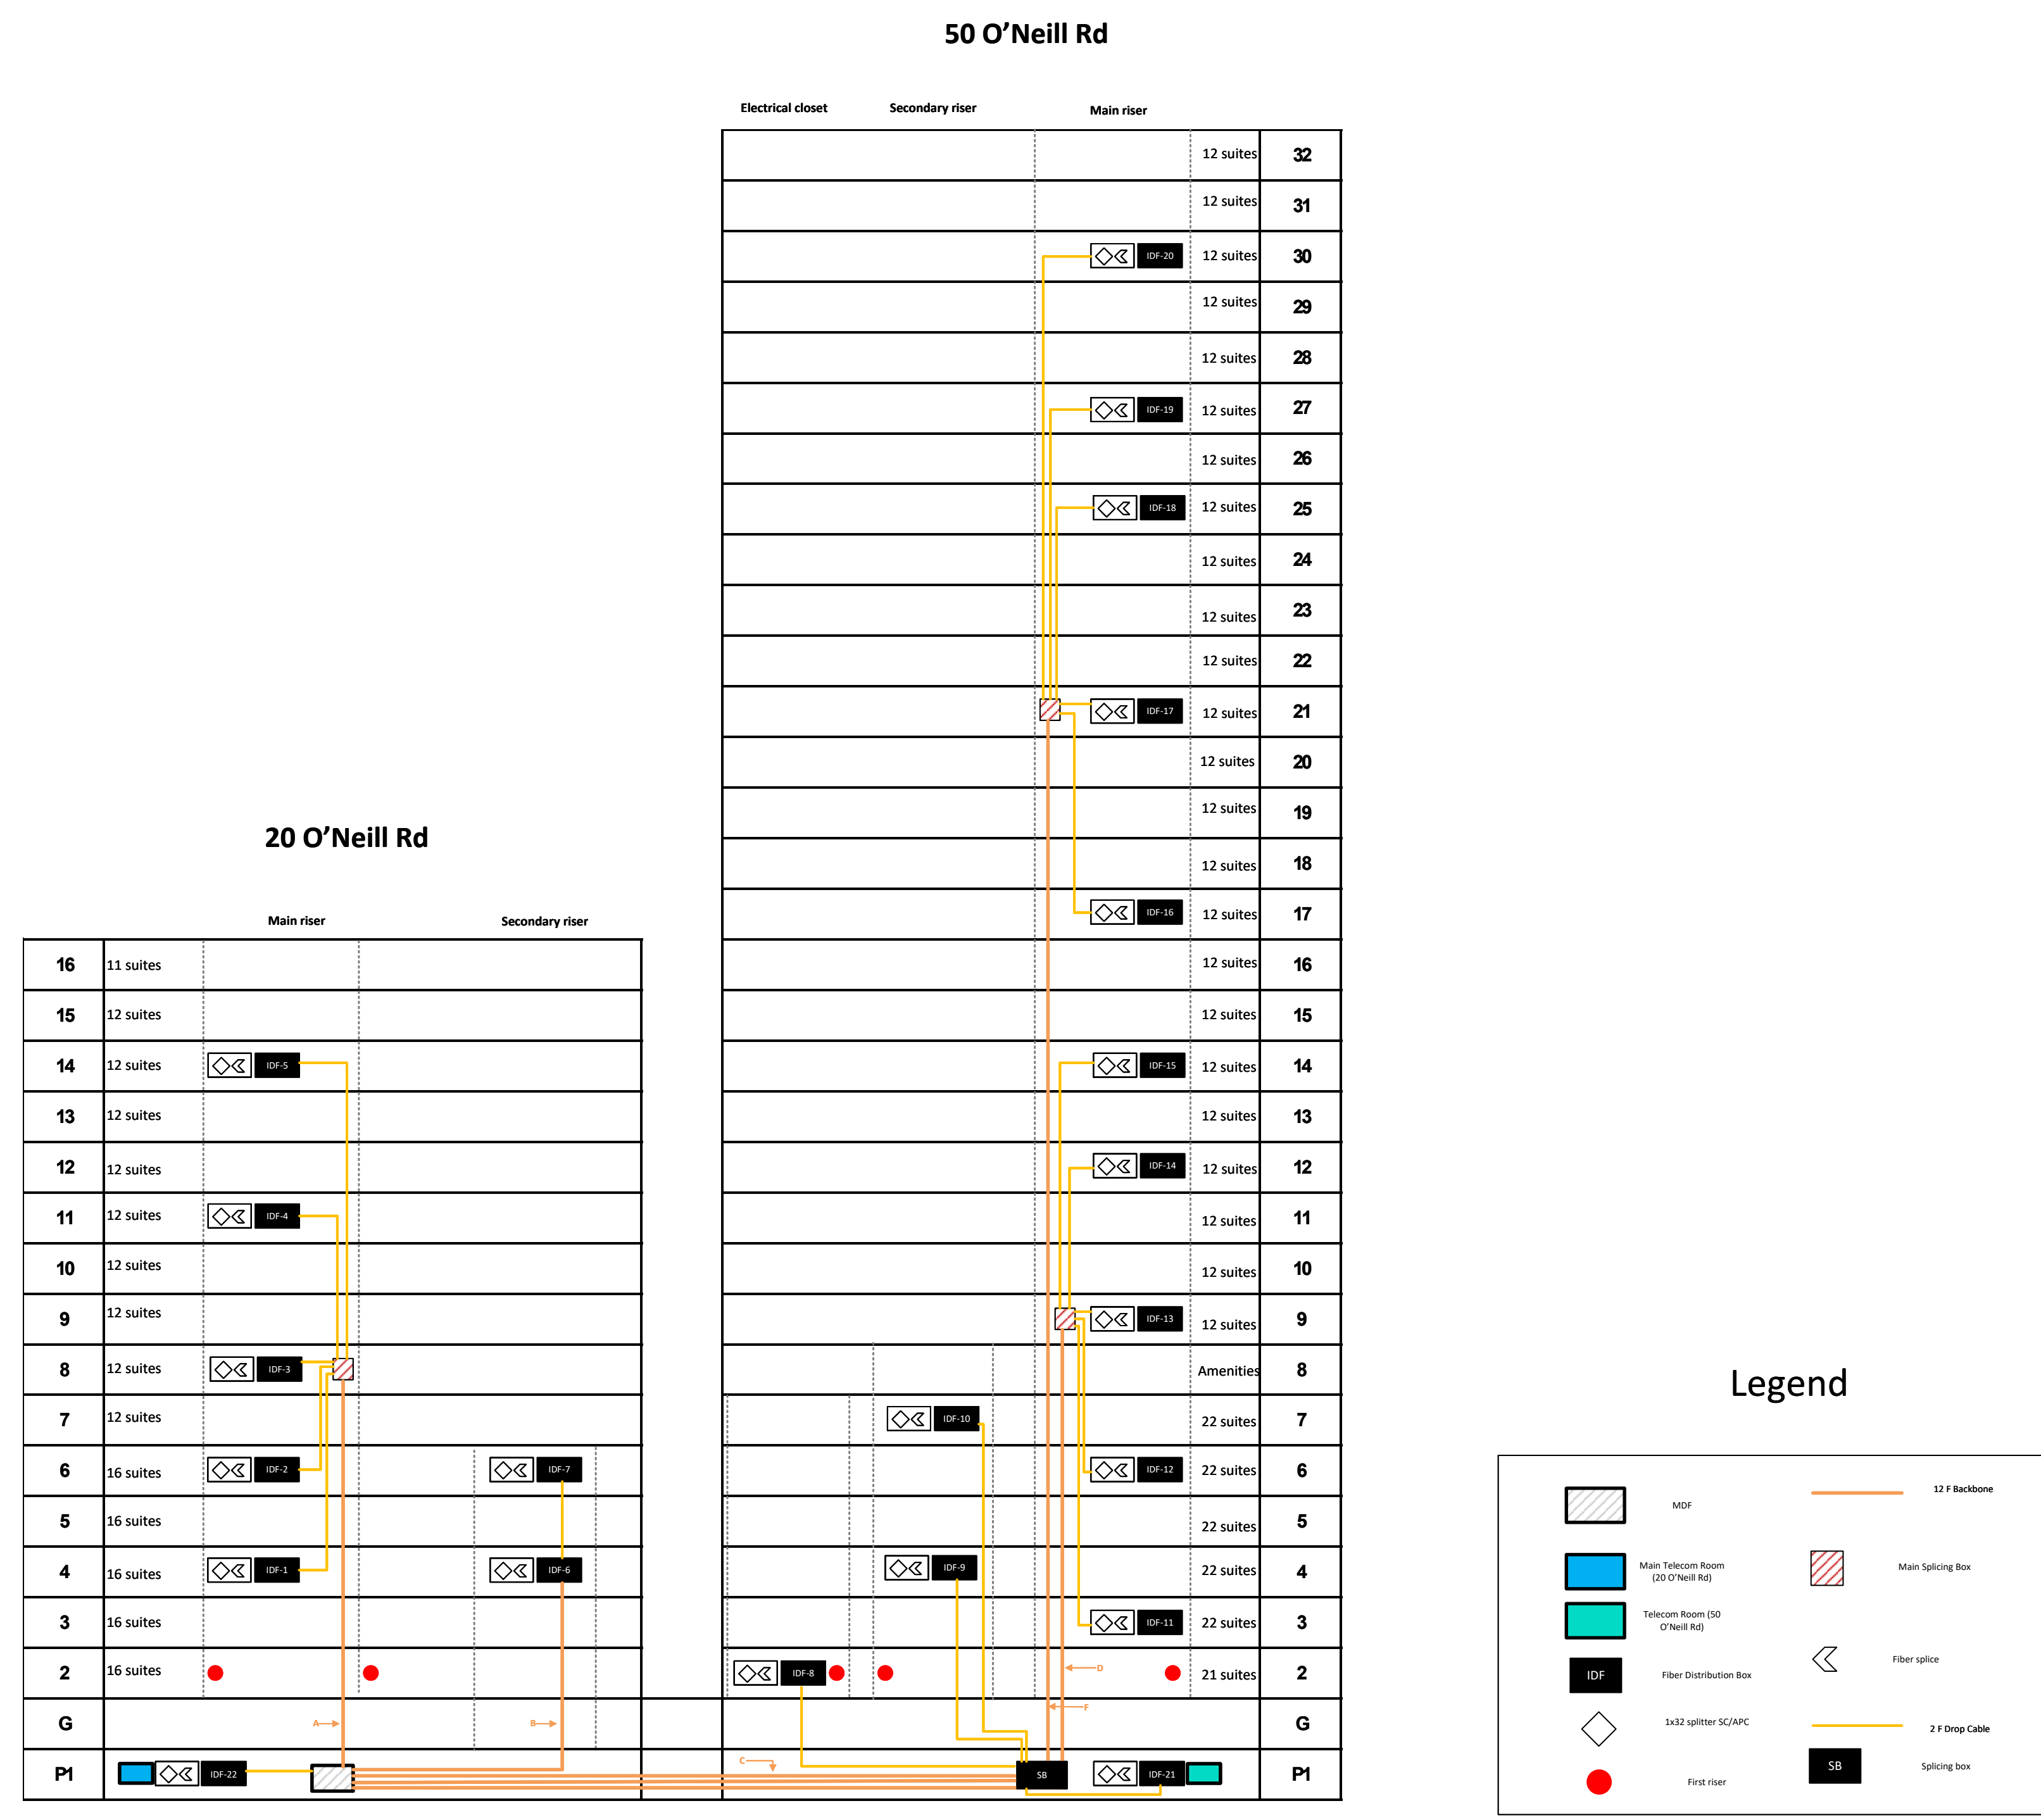 50 O’Neill Rd
Electrical closet
Secondary riser
Main riser
12 suites
32
12 suites
31
IDF-20
12 suites
30
12 suites
29
12 suites
28
IDF-19
12 suites
27
12 suites
26
IDF-18
12 suites
25
12 suites
24
12 suites
23
12 suites
22
IDF-17
12 suites
21
12 suites
20
12 suites
19
12 suites
18
IDF-16
12 suites
17
12 suites
16
12 suites
15
IDF-15
12 suites
14
12 suites
13
IDF-14
12 suites
12
12 suites
11
12 suites
10
IDF-13
12 suites
9
Amenities
8
IDF-10
22 suites
7
IDF-12
22 suites
6
22 suites
5
IDF-9
22 suites
4
IDF-11
22 suites
3
IDF-8
D
21 suites
2
F
G
C
SB
IDF-21
P1
20 O’Neill Rd
Main riser
Secondary riser
16
11 suites
15
12 suites
14
12 suites
IDF-5
13
12 suites
12
12 suites
11
12 suites
IDF-4
10
12 suites
9
12 suites
8
12 suites
IDF-3
7
12 suites
6
16 suites
IDF-2
IDF-7
5
16 suites
4
16 suites
IDF-1
IDF-6
3
16 suites
2
16 suites
G
A
B
P1
IDF-22
Legend
MDF
12 F Backbone
Main Telecom Room
(20 O’Neill Rd)
Main Splicing Box
Telecom Room (50
O’Neill Rd)
IDF
Fiber Distribution Box
Fiber splice
1x32 splitter SC/APC
2 F Drop Cable
First riser
SB
Splicing box